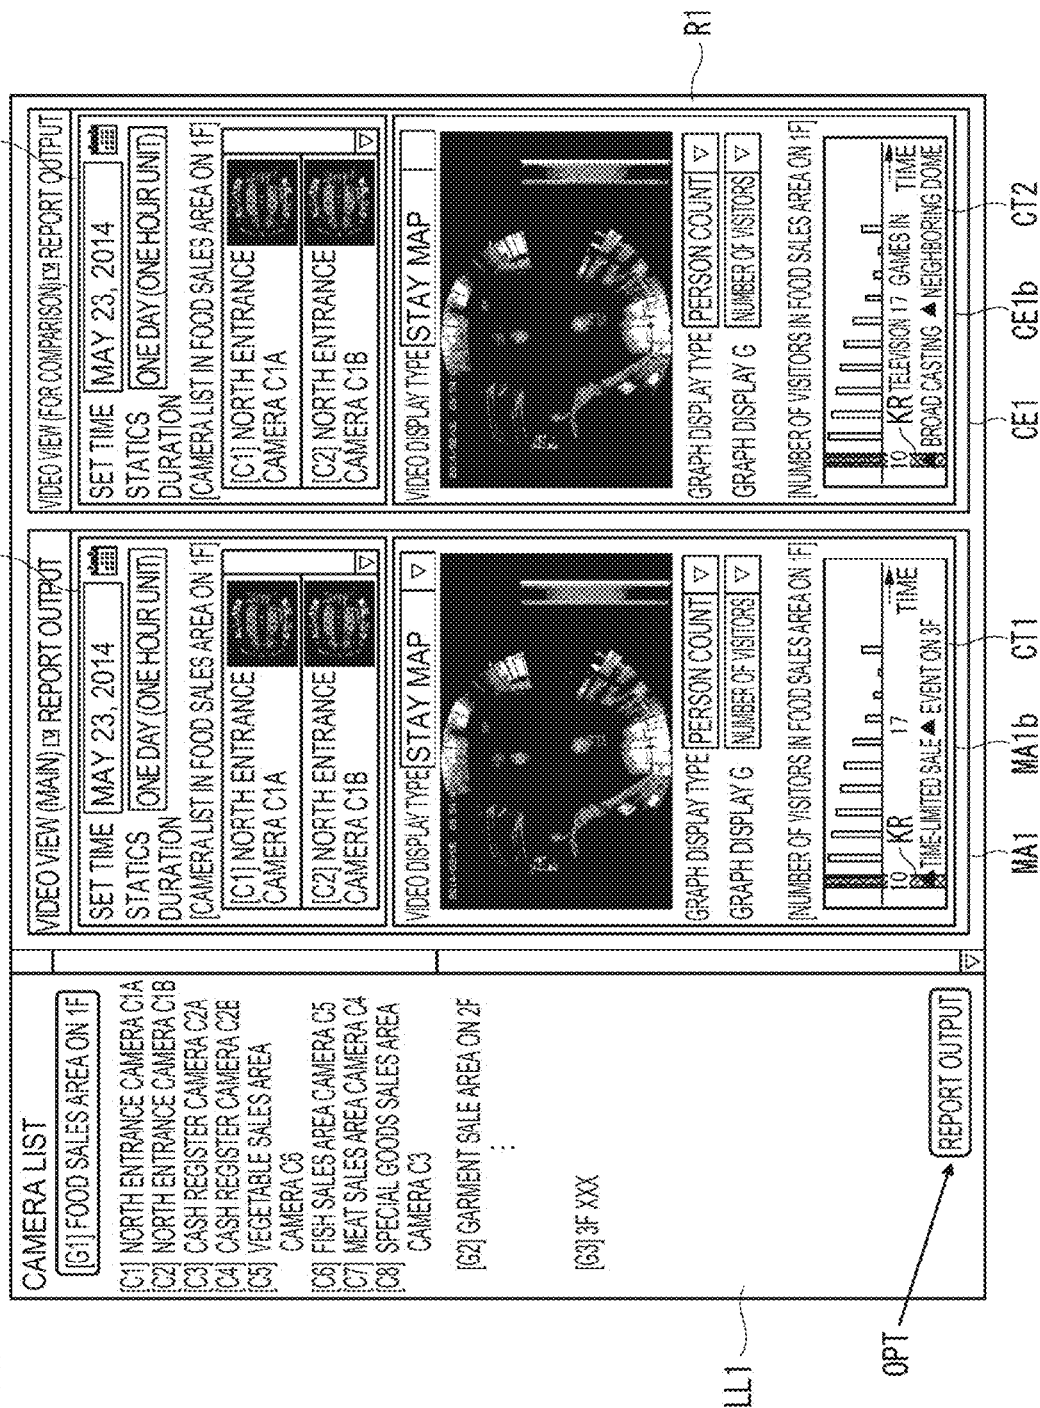 CAMERA LIST
[G1] FOOD SALES AREA ON 1F
[C1] NORTH ENTRANCE CAMERA C1A
[C2] NORTH ENTRANCE CAMERA C1B
[C3] CASH REGISTER CAMERA C2A
[C4] CASH REGISTER CAMERA C2B
[C5] VEGETABLE SALES AREA
CAMERA C6
[C6] FISH SALES AREA CAMERA C5
[C7] MEAT SALES AREA CAMERA C4
[C8] SPECIAL GOODS SALES AREA
CAMERA C3
[G2] GARMENT SALE AREA ON 2F
[G3] 3F XXX
REPORT OUTPUT
OPT
LL1
VIDEO VIEW (MAIN) REPORT OUTPUT
SET TIME MAY 23, 2014
STATICS
DURATION
ONE DAY (ONE HOUR UNIT)
[CAMERA LIST IN FOOD SALES AREA ON 1F]
[C1] NORTH ENTRANCE
CAMERA C1A
[C2] NORTH ENTRANCE
CAMERA C1B
VIDEO DISPLAY TYPE STAY MAP
GRAPH DISPLAY TYPE PERSON COUNT
GRAPH DISPLAY G NUMBER OF VISITORS
[NUMBER OF VISITORS IN FOOD SALES AREA ON 1F]
10 KR 17 TIME
▲TIME-LIMITED SALE▲ EVENT ON 3F
MA1 MA1b CT1
VIDEO VIEW (FOR COMPARISON) REPORT OUTPUT
SET TIME MAY 23, 2014
STATICS
DURATION
ONE DAY (ONE HOUR UNIT)
[CAMERA LIST IN FOOD SALES AREA ON 1F]
[C1] NORTH ENTRANCE
CAMERA C1A
[C2] NORTH ENTRANCE
CAMERA C1B
VIDEO DISPLAY TYPE STAY MAP
GRAPH DISPLAY TYPE PERSON COUNT
GRAPH DISPLAY G NUMBER OF VISITORS
[NUMBER OF VISITORS IN FOOD SALES AREA ON 1F]
10 KR TELEVISION 17 GAMES IN TIME
▲ BROAD CASTING ▲ NEIGHBORING DOME
CE1 CE1b CT2
R1